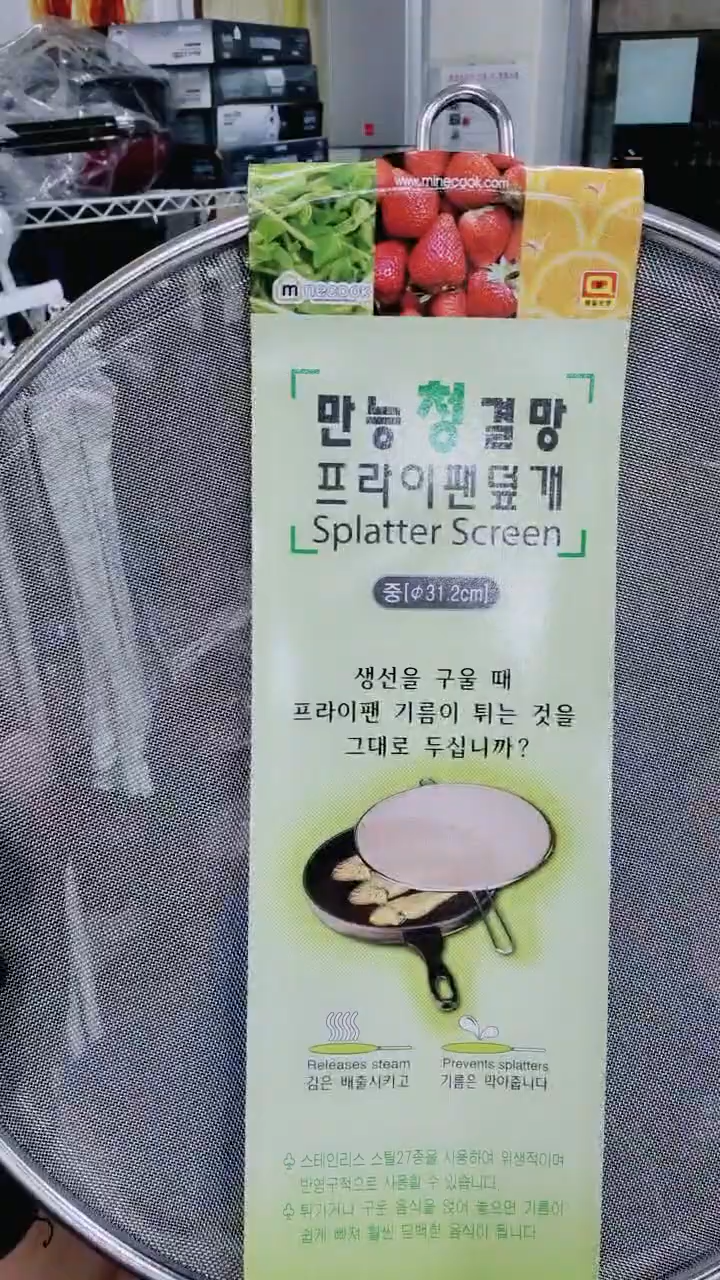 www.minecook.com
minecook
만능청결망
프라이팬덮개
Splatter Screen
중[ϕ31.2cm]
생선을 구울 때
프라이팬 기름이 튀는 것을
그대로 두십니까?
Releases steam
김은 배출시키고
Prevents splatters
기름은 막아줍니다
♧ 스테인리스 스틸27종을 사용하여 위생적이며
반영구적으로 사용할 수 있습니다.
♧ 튀기거나 구운 음식을 얹어 놓으면 기름이
쉽게 빠져 훨씬 담백한 음식이 됩니다.